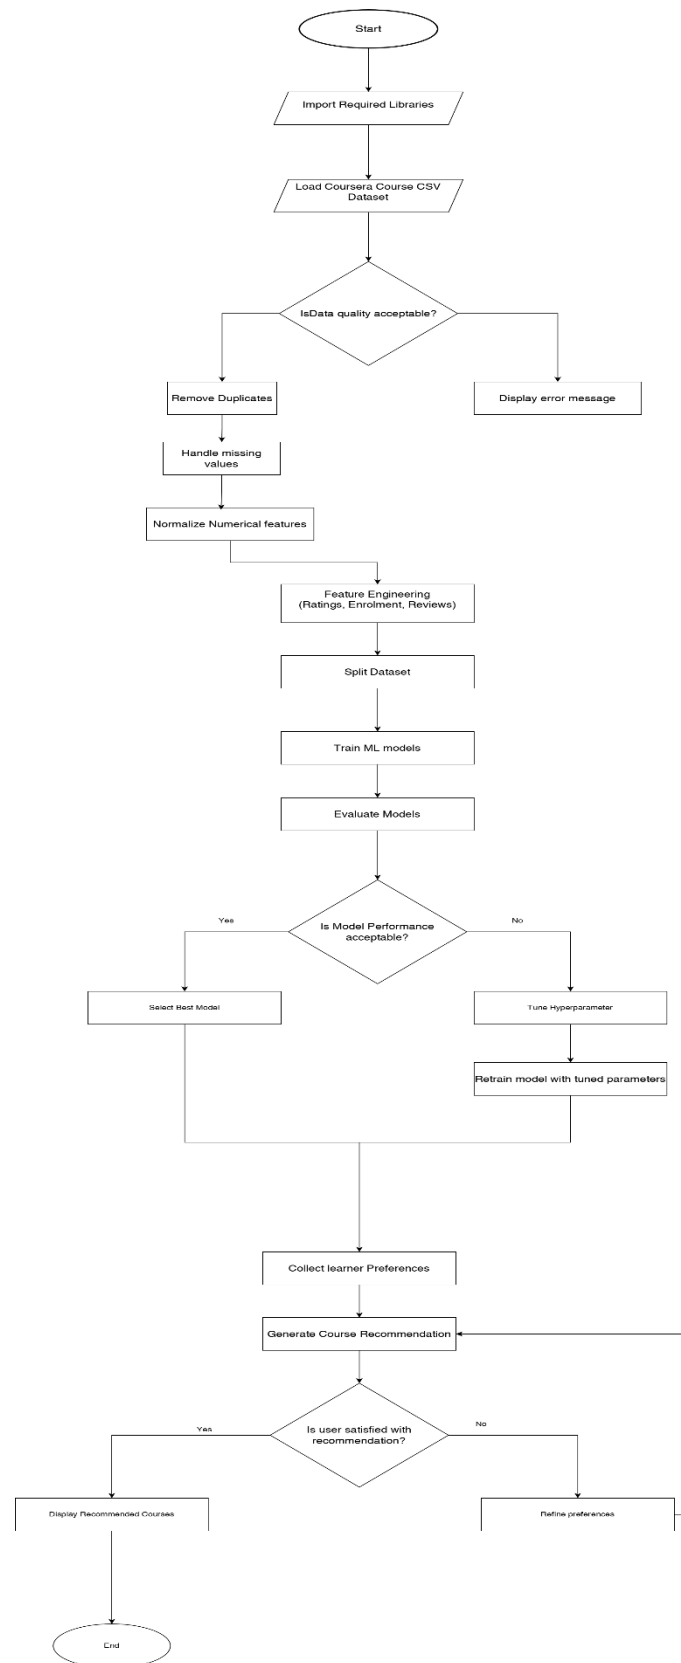 Start
Import Required Libraries
Load Coursera Course CSV
Dataset
IsData quality acceptable?
Remove Duplicates
Display error message
Handle missing
values
Normalize Numerical features
Feature Engineering
(Ratings, Enrolment, Reviews)
Split Dataset
Train ML models
Evaluate Models
Is Model Performance
acceptable?
Yes
No
Select Best Model
Tune Hyperparameter
Retrain model with tuned parameters
Collect learner Preferences
Generate Course Recommendation
Is user satisfied with
recommendation?
Yes
No
Display Recommended Courses
Refine preferences
End